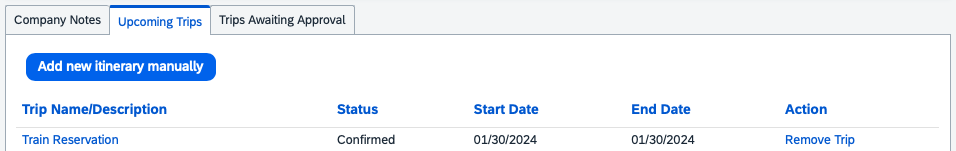 Company Notes Upcoming Trips Trips Awaiting Approval
Add new itinerary manually
Trip Name/Description Status Start Date End Date Action
Train Reservation Confirmed 01/30/2024 01/30/2024 Remove Trip